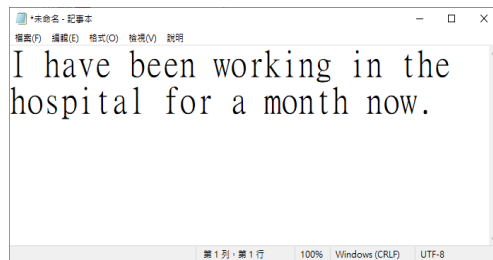 *未命名 - 記事本
檔案(F) 編輯(E) 格式(O) 檢視(V) 說明
I have been working in the
hospital for a month now.
第 1 列，第 1 行 100% Windows (CRLF) UTF-8